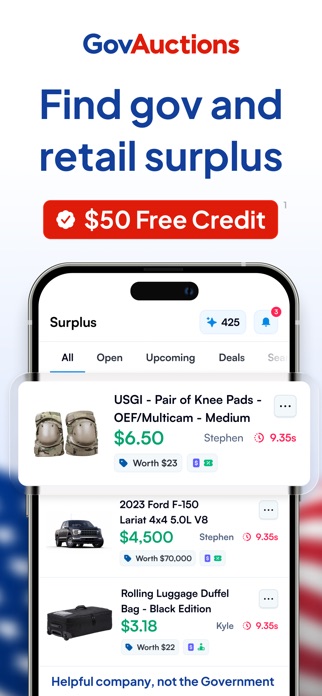 GovAuctions
Find gov and
retail surplus
$50 Free Credit 1
Surplus
425
3
All Open Upcoming Deals
USGI - Pair of Knee Pads -
OEF/Multicam - Medium
$6.50 Stephen 9.35s
Worth $23
2023 Ford F-150
Lariat 4x4 5.0L V8
$4,500 Stephen 9.35s
Worth $70,000
Rolling Luggage Duffel
Bag - Black Edition
$3.18 Kyle 9.35s
Worth $22
Helpful company, not the Government